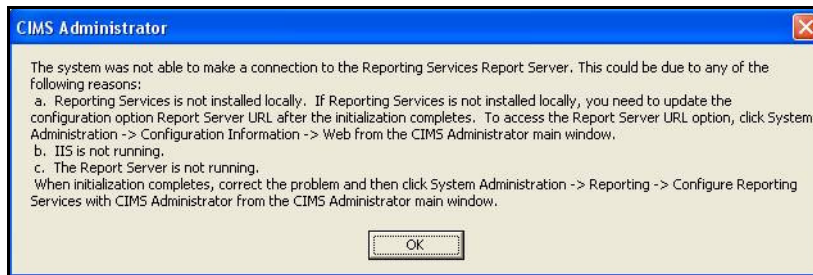 CIMS Administrator
The system was not able to make a connection to the Reporting Services Report Server. This could be due to any of the
following reasons:
a. Reporting Services is not installed locally. If Reporting Services is not installed locally, you need to update the
configuration option Report Server URL after the initialization completes. To access the Report Server URL option, click System
Administration -> Configuration Information -> Web from the CIMS Administrator main window.
b. IIS is not running.
c. The Report Server is not running.
When initialization completes, correct the problem and then click System Administration -> Reporting -> Configure Reporting
Services with CIMS Administrator from the CIMS Administrator main window.
OK